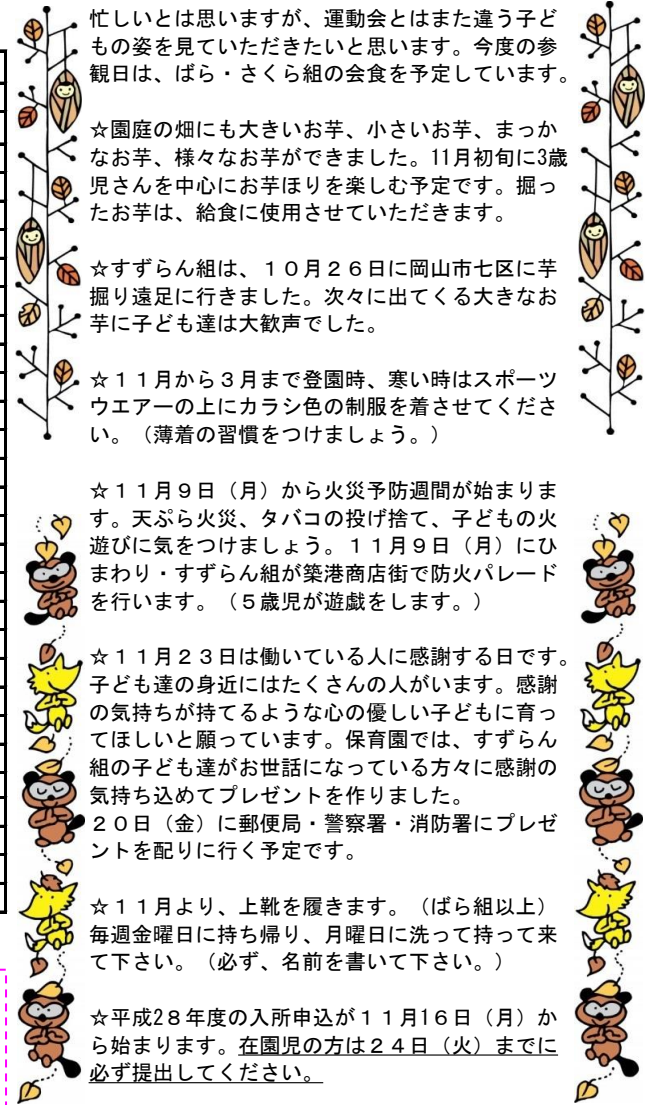 忙しいとは思いますが、運動会とはまた違う子ど
もの姿を見ていただきたいと思います。今度の参
観日は、ばら・さくら組の会食を予定しています。
☆園庭の畑にも大きいお芋、小さいお芋、まっか
なお芋、様々なお芋ができました。11月初旬に3歳
児さんを中心にお芋ほりを楽しむ予定です。掘っ
たお芋は、給食に使用させていただきます。
☆すずらん組は、１０月２６日に岡山市七区に芋
掘り遠足に行きました。次々に出てくる大きなお
芋に子ども達は大歓声でした。
☆１１月から３月まで登園時、寒い時はスポーツ
ウエアーの上にカラシ色の制服を着させてくださ
い。（薄着の習慣をつけましょう。）
☆１１月９日（月）から火災予防週間が始まりま
す。天ぷら火災、タバコの投げ捨て、子どもの火
遊びに気をつけましょう。１１月９日（月）にひ
まわり・すずらん組が築港商店街で防火パレード
を行います。（５歳児が遊戯をします。）
☆１１月２３日は働いている人に感謝する日です。
子ども達の身近にはたくさんの人がいます。感謝
の気持ちが持てるような心の優しい子どもに育っ
てほしいと願っています。保育園では、すずらん
組の子ども達がお世話になっている方々に感謝の
気持ち込めてプレゼントを作りました。
２０日（金）に郵便局・警察署・消防署にプレゼ
ントを配りに行く予定です。
☆１１月より、上靴を履きます。（ばら組以上）
毎週金曜日に持ち帰り、月曜日に洗って持って来
て下さい。（必ず、名前を書いて下さい。）
☆平成2８年度の入所申込が１１月16日（月）か
ら始まります。在園児の方は２４日（火）までに
必ず提出してください。